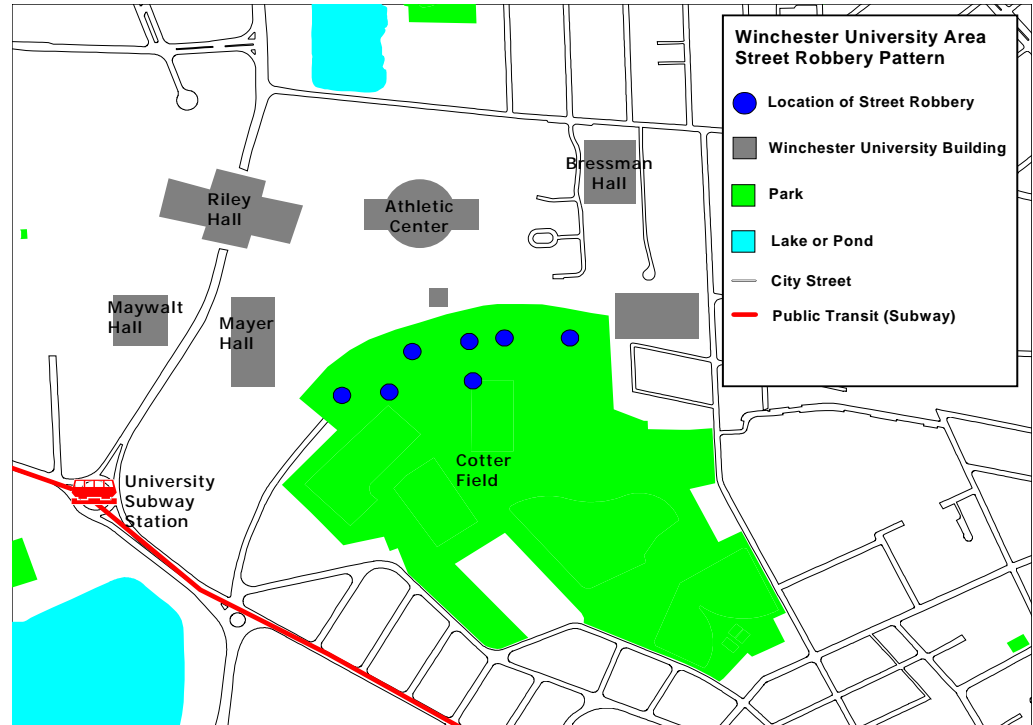 Winchester University Area
Street Robbery Pattern
Location of Street Robbery
Winchester University Building
Park
Lake or Pond
City Street
Public Transit (Subway)
Bressman
Hall
Riley
Hall
Athletic
Center
Maywalt
Hall
Mayer
Hall
Cotter
Field
University
Subway
Station